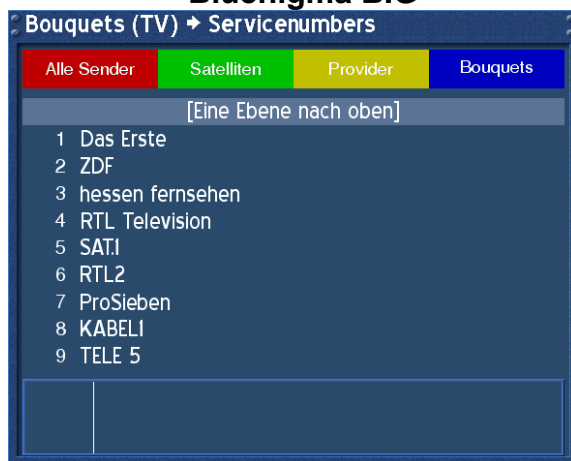 Bouquets (TV) → Servicenumbers
Alle Sender Satelliten Provider Bouquets
[Eine Ebene nach oben]
1 Das Erste
2 ZDF
3 hessen fernsehen
4 RTL Television
5 SAT.1
6 RTL2
7 ProSieben
8 KABEL1
9 TELE 5